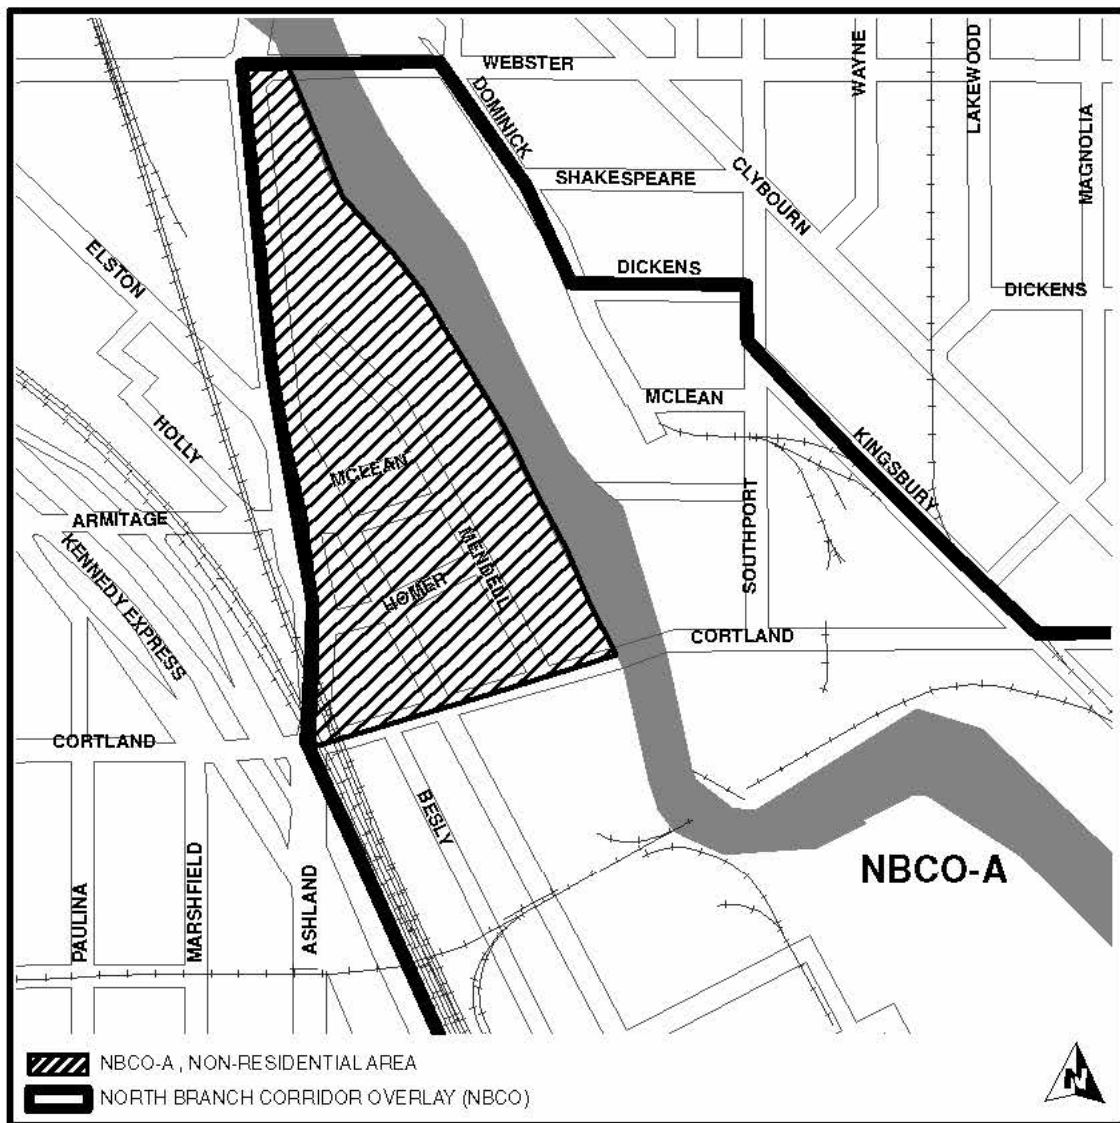 WEBSTER
WAYNE
LAKEWOOD
MAGNOLIA
DOMINICK
SHAKESPEARE
CLYBOURN
ELSTON
DICKENS
DICKENS
MCLEAN
HOLLY
KINGSBURY
MCLEAN
ARMITAGE
SOUTHPORT
MENDELL
KENNEDY EXPRESS
HOMER
CORTLAND
CORTLAND
BESLY
NBCO-A
PAULINA
MARSHFIELD
ASHLAND
NBCO-A , NON-RESIDENTIAL AREA
NORTH BRANCH CORRIDOR OVERLAY (NBCO)
N